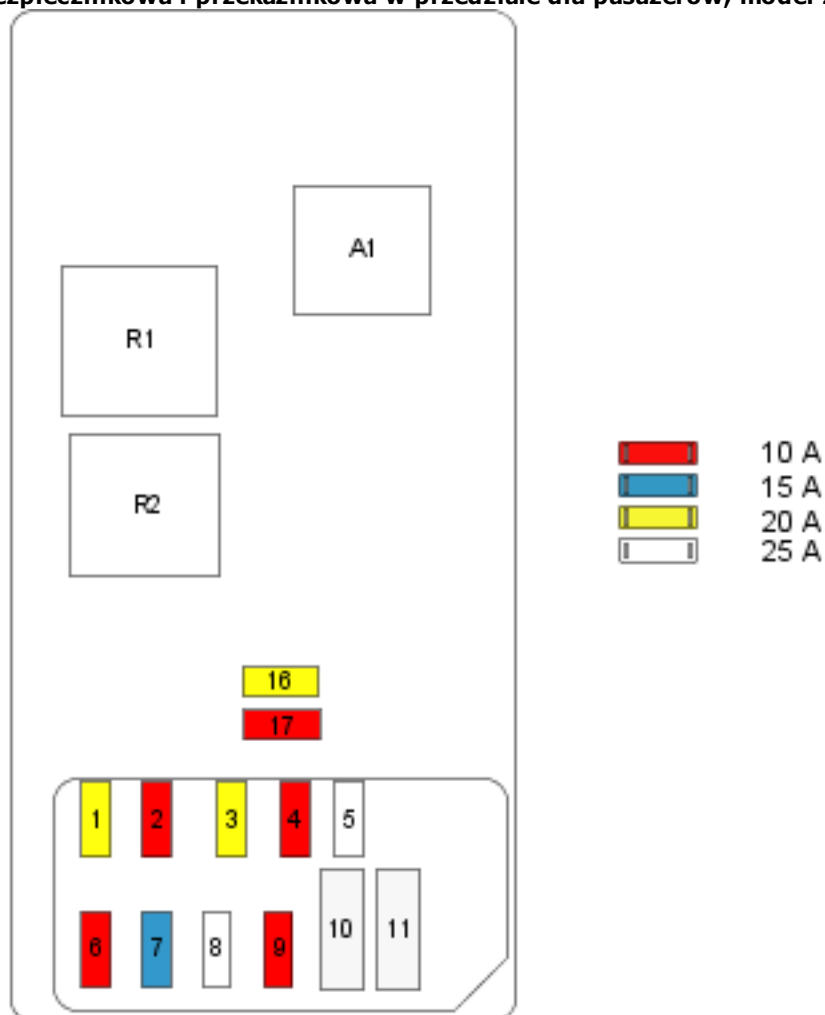 i przekaźnikowa w przedziale dla pasażerów, model
A1
R1
R2
10 A
15 A
20 A
25 A
16
17
1 2 3 4 5
6 7 8 9 10 11